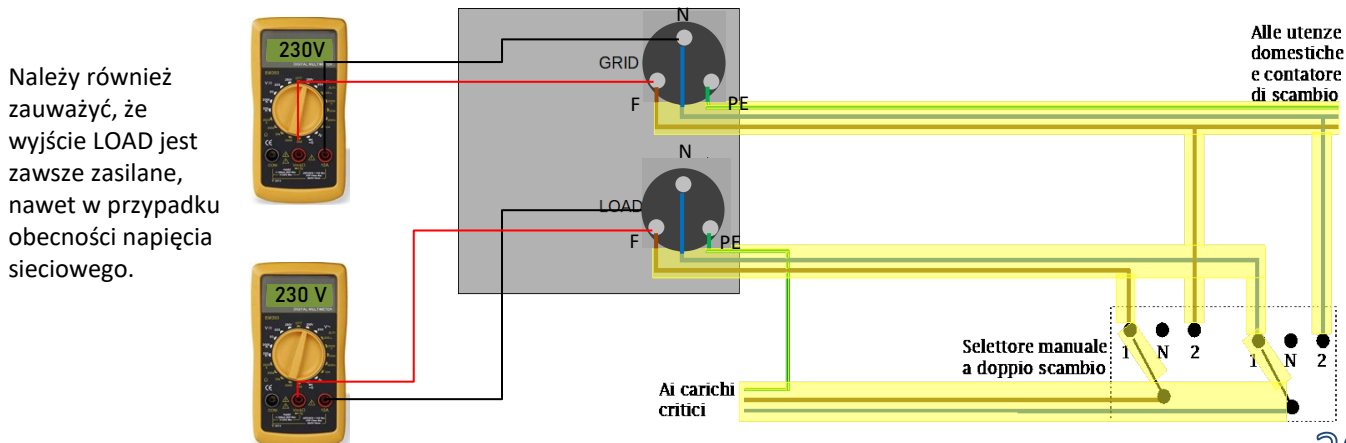 Należy również
zauważyć, że
wyjście LOAD jest
zawsze zasilane,
nawet w przypadku
obecności napięcia
sieciowego.
230V
230 V
N
GRID
F
PE
N
LOAD
F
PE
Alle utenze
domestiche
e contatore
di scambio
Selettore manuale
a doppio scambio
1 N 2
1 N 2
Ai carichi
critici